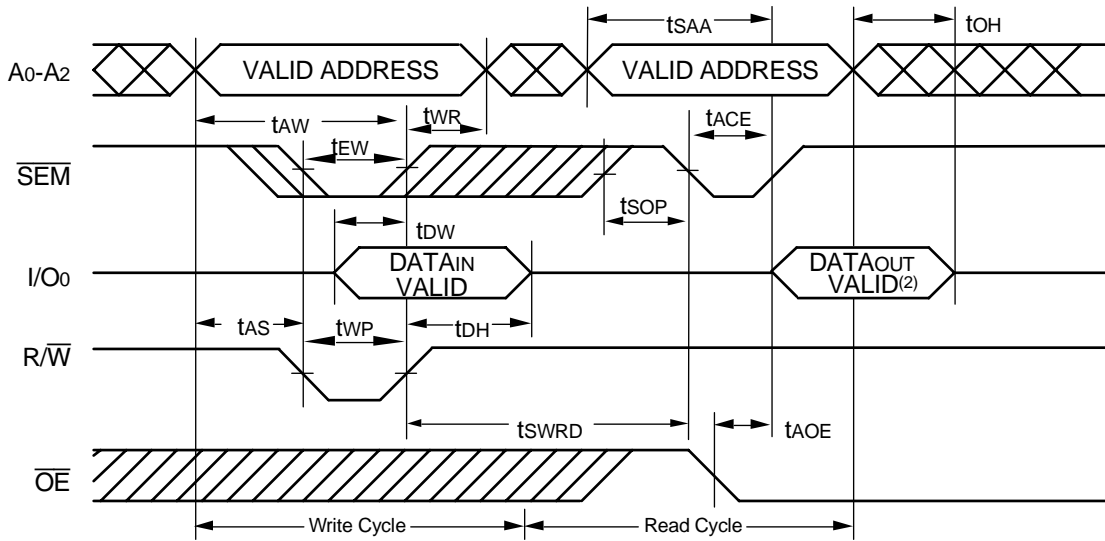 tSAA
tOH
A0-A2
VALID ADDRESS
VALID ADDRESS
tAW
tWR
tACE
tEW
SEM
tSOP
tDW
I/O0
DATAIN
VALID
DATAOUT
VALID(2)
tAS
tWP
tDH
R/W
tSWRD
tAOE
OE
Write Cycle
Read Cycle